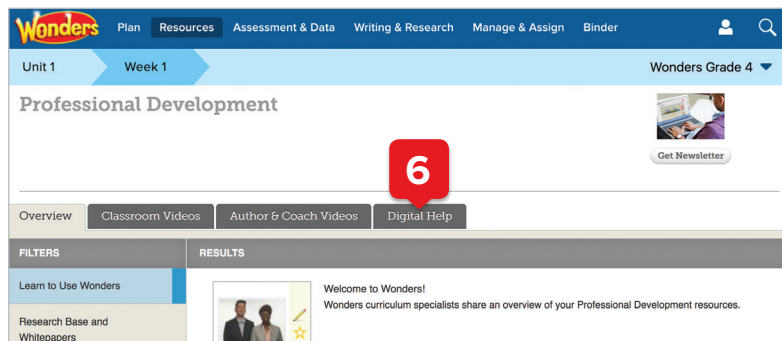 Wonders Plan Resources Assessment & Data Writing & Research Manage & Assign Binder
Unit 1 Week 1 Wonders Grade 4
Professional Development
Get Newsletter
6
Overview Classroom Videos Author & Coach Videos Digital Help
FILTERS RESULTS
Learn to Use Wonders
Welcome to Wonders!
Wonders curriculum specialists share an overview of your Professional Development resources.
Research Base and
Whitepapers